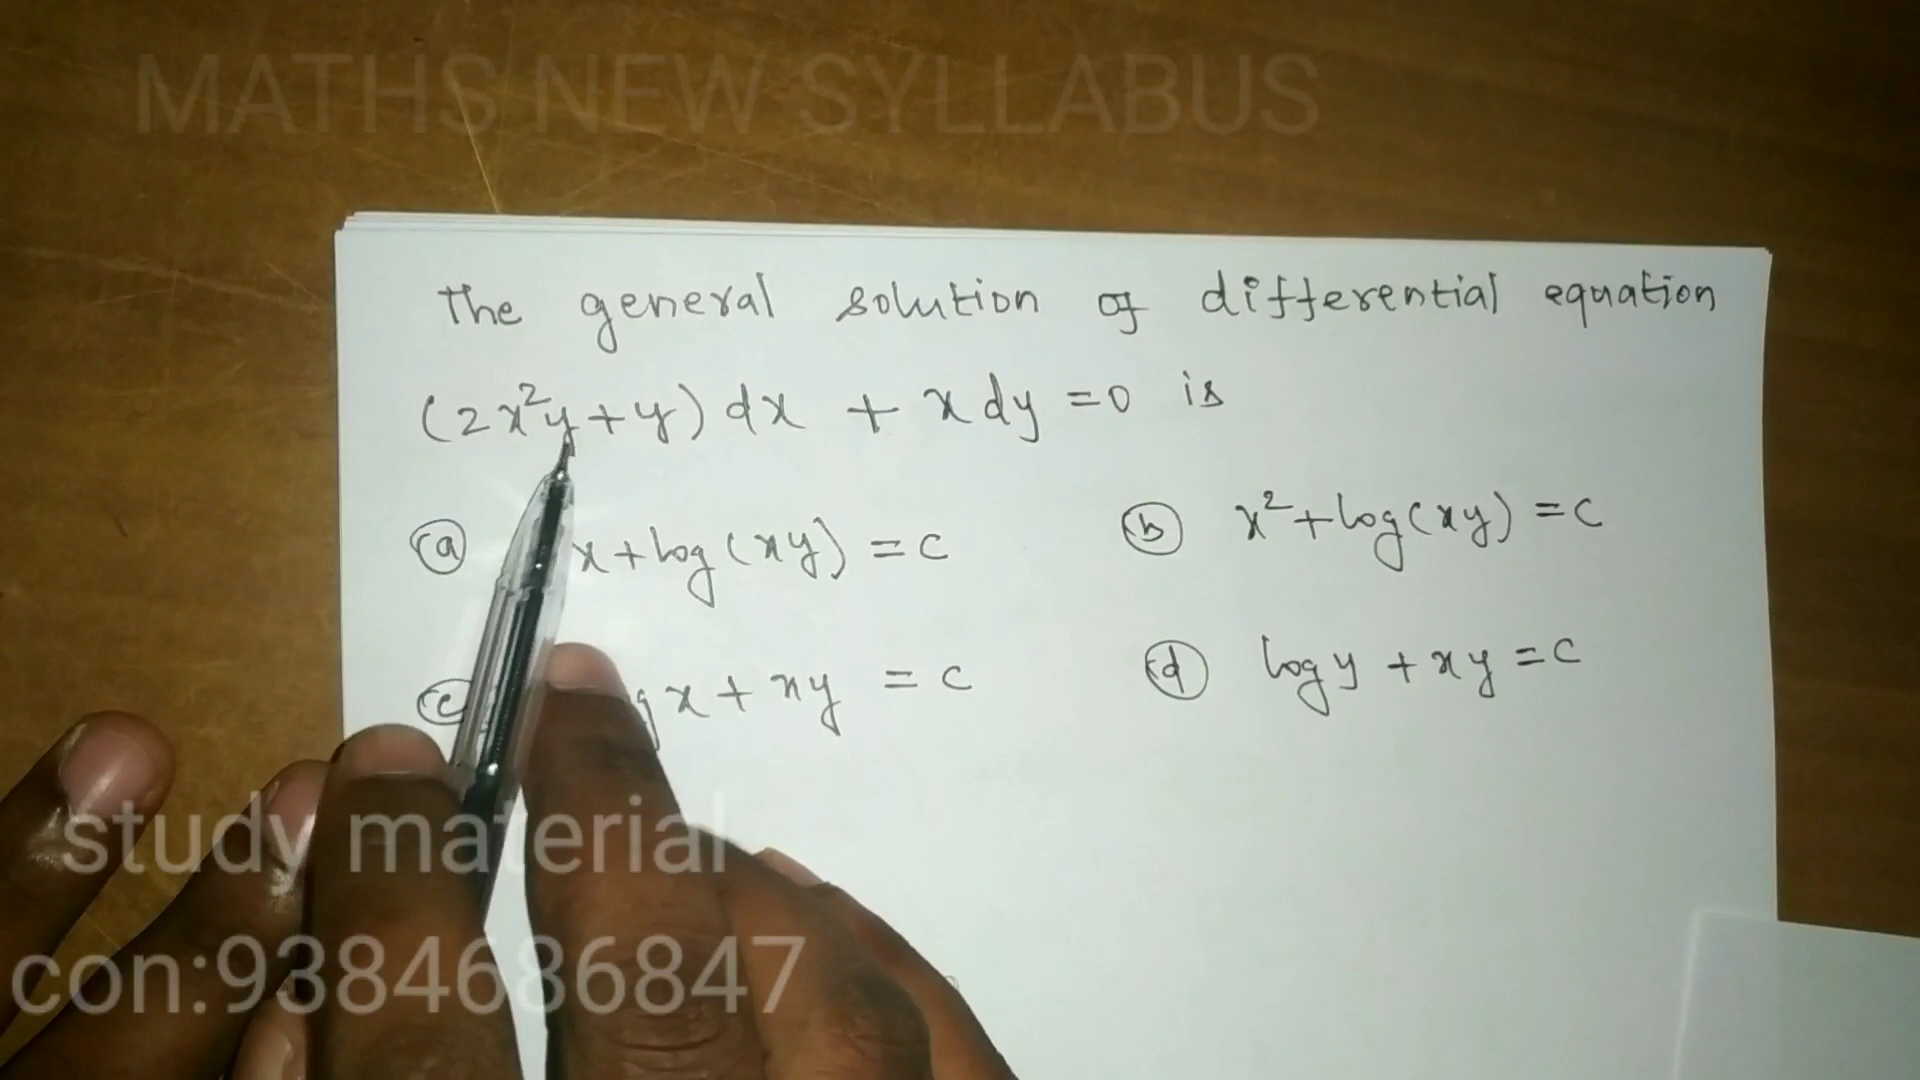 MATHS NEW SYLLABUS
The general solution of differential equation
(2x²y+y) dx + x dy = 0 is
(a) x+log(xy) = c (b) x²+log(xy) = c
(c) x + xy = c (d) log y + xy = c
study material
con:9384686847